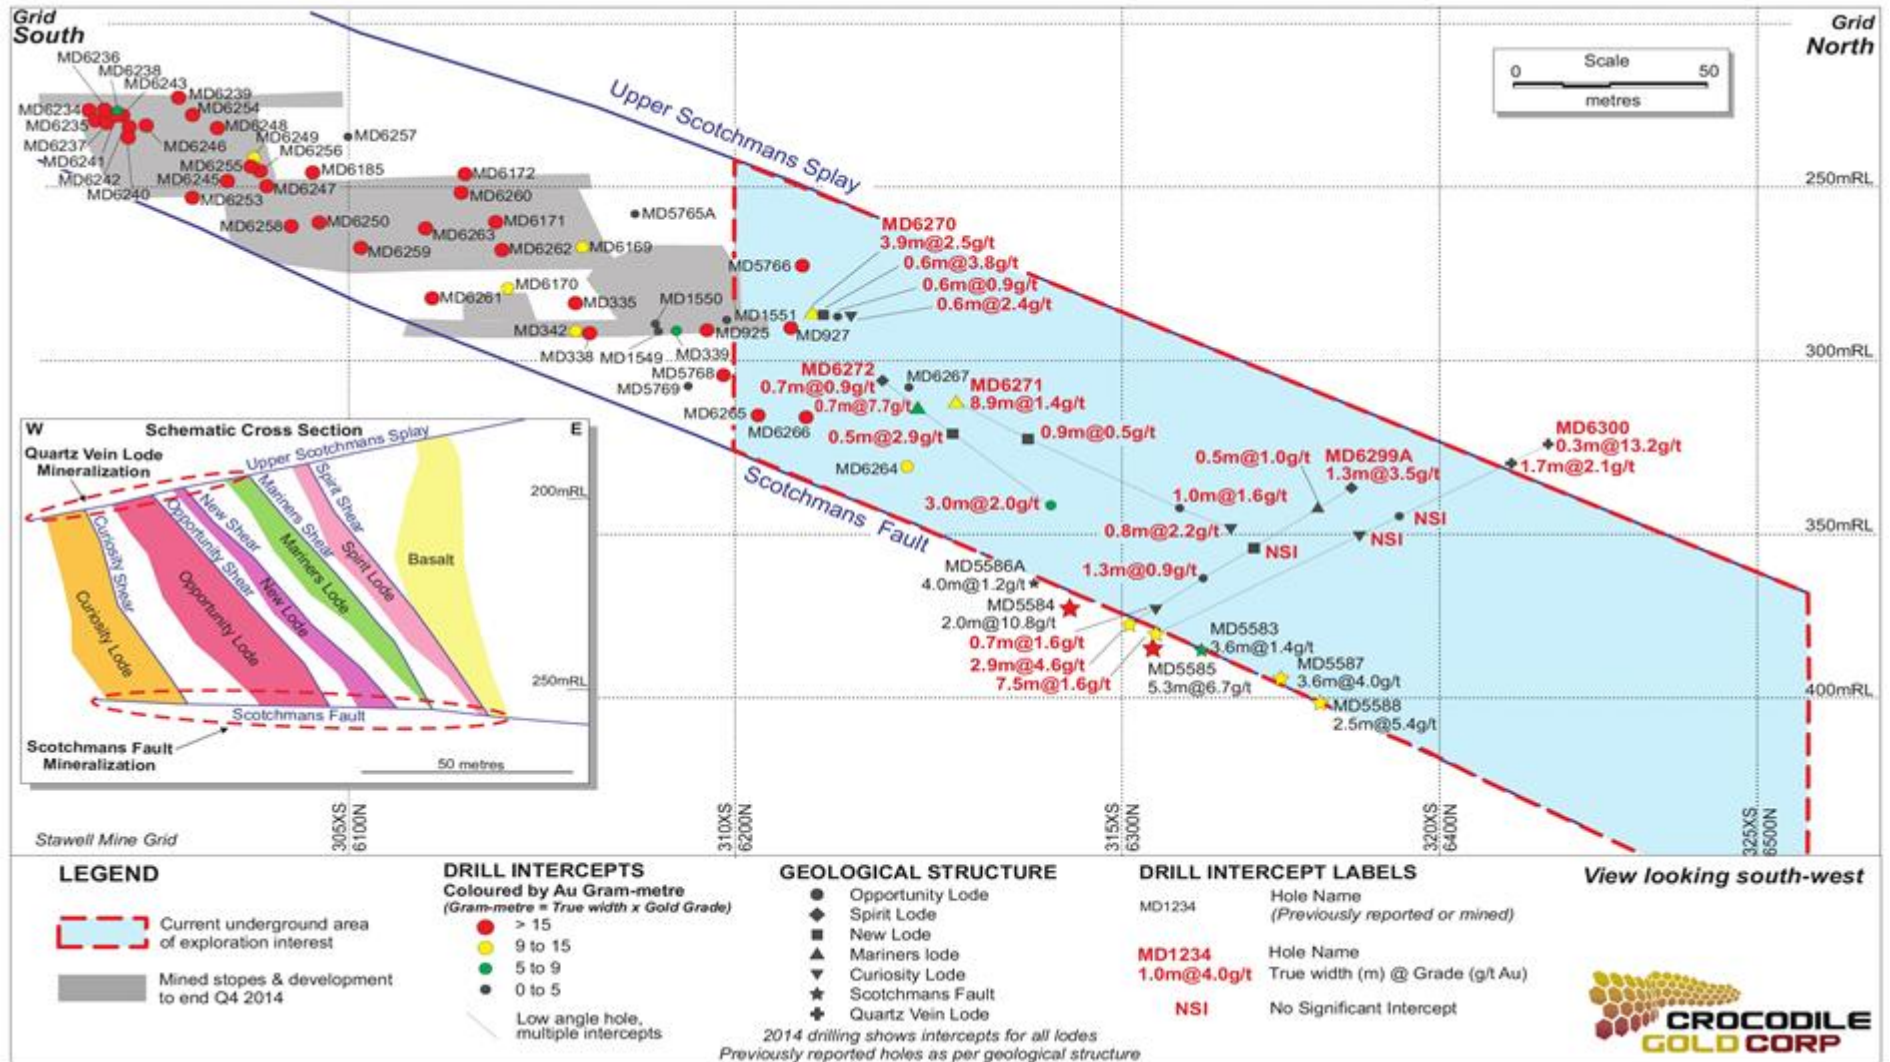 Grid
South
Grid
North
Scale
0
50
metres
MD6236
MD6238
MD6243
MD6239
MD6234
MD6254
MD6235
MD6248
MD6249
MD6257
MD6237
MD6246
MD6256
MD6241
MD6255
MD6185
MD6172
MD6242
MD6245
MD6247
MD6240
MD6253
MD6260
MD6258
MD6250
MD6263
MD6171
MD5765A
MD6259
MD6262
MD6169
MD6261
MD6170
MD335
MD1550
MD5766
MD1551
MD342
MD925
MD927
MD338
MD1549
MD339
MD5768
MD5769
MD6265
MD6266
Upper Scotchmans Splay
Scotchmans Fault
250mRL
300mRL
350mRL
400mRL
MD6270
3.9m@2.5g/t
0.6m@3.8g/t
0.6m@0.9g/t
0.6m@2.4g/t
MD6272
0.7m@0.9g/t
MD6267
MD6271
8.9m@1.4g/t
0.7m@7.7g/t
0.5m@2.9g/t
0.9m@0.5g/t
MD6264
3.0m@2.0g/t
0.5m@1.0g/t
MD6299A
1.3m@3.5g/t
MD6300
0.3m@13.2g/t
1.7m@2.1g/t
1.0m@1.6g/t
0.8m@2.2g/t
NSI
NSI
NSI
1.3m@0.9g/t
MD5586A
4.0m@1.2g/t
MD5584
2.0m@10.8g/t
0.7m@1.6g/t
2.9m@4.6g/t
7.5m@1.6g/t
MD5583
3.6m@1.4g/t
MD5585
5.3m@6.7g/t
MD5587
3.6m@4.0g/t
MD5588
2.5m@5.4g/t
W
Schematic Cross Section
E
Quartz Vein Lode
Mineralization
Upper Scotchmans Splay
200mRL
250mRL
Curiosity Shear
Opportunity Shear
New Shear
Mariners Shear
Spirit Shear
Curiosity Lode
Opportunity Lode
New Lode
Mariners Lode
Spirit Lode
Basalt
Scotchmans Fault
Scotchmans Fault
Mineralization
50 metres
305XS
6100N
310XS
6200N
315XS
6300N
320XS
6400N
325XS
6500N
Stawell Mine Grid
LEGEND
Current underground area
of exploration interest
Mined stopes & development
to end Q4 2014
DRILL INTERCEPTS
Coloured by Au Gram-metre
(Gram-metre = True width x Gold Grade)
> 15
9 to 15
5 to 9
0 to 5
Low angle hole,
multiple intercepts
GEOLOGICAL STRUCTURE
Opportunity Lode
Spirit Lode
New Lode
Mariners lode
Curiosity Lode
Scotchmans Fault
Quartz Vein Lode
2014 drilling shows intercepts for all lodes
Previously reported holes as per geological structure
DRILL INTERCEPT LABELS
MD1234
Hole Name
(Previously reported or mined)
MD1234
Hole Name
1.0m@4.0g/t
True width (m) @ Grade (g/t Au)
NSI
No Significant Intercept
View looking south-west
CROCODILE
GOLD CORP